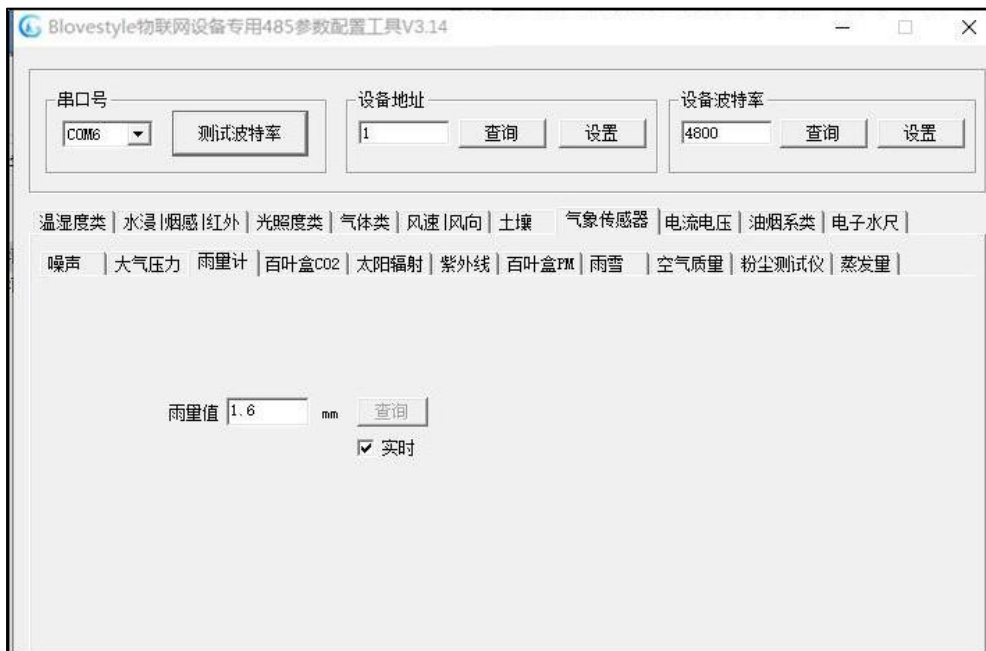 Blovestyle物联网设备专用485参数配置工具V3.14
串口号 设备地址 设备波特率
COM6 测试波特率 1 查询 设置 4800 查询 设置
温湿度类 水浸|烟感|红外 光照度类 气体类 风速|风向 土壤 气象传感器 电流电压 油烟系类 电子水尺
噪声 大气压力 雨量计 百叶盒CO2 太阳辐射 紫外线 百叶盒PM 雨雪 空气质量 粉尘测试仪 蒸发量
雨量值 1.6 mm 查询
实时